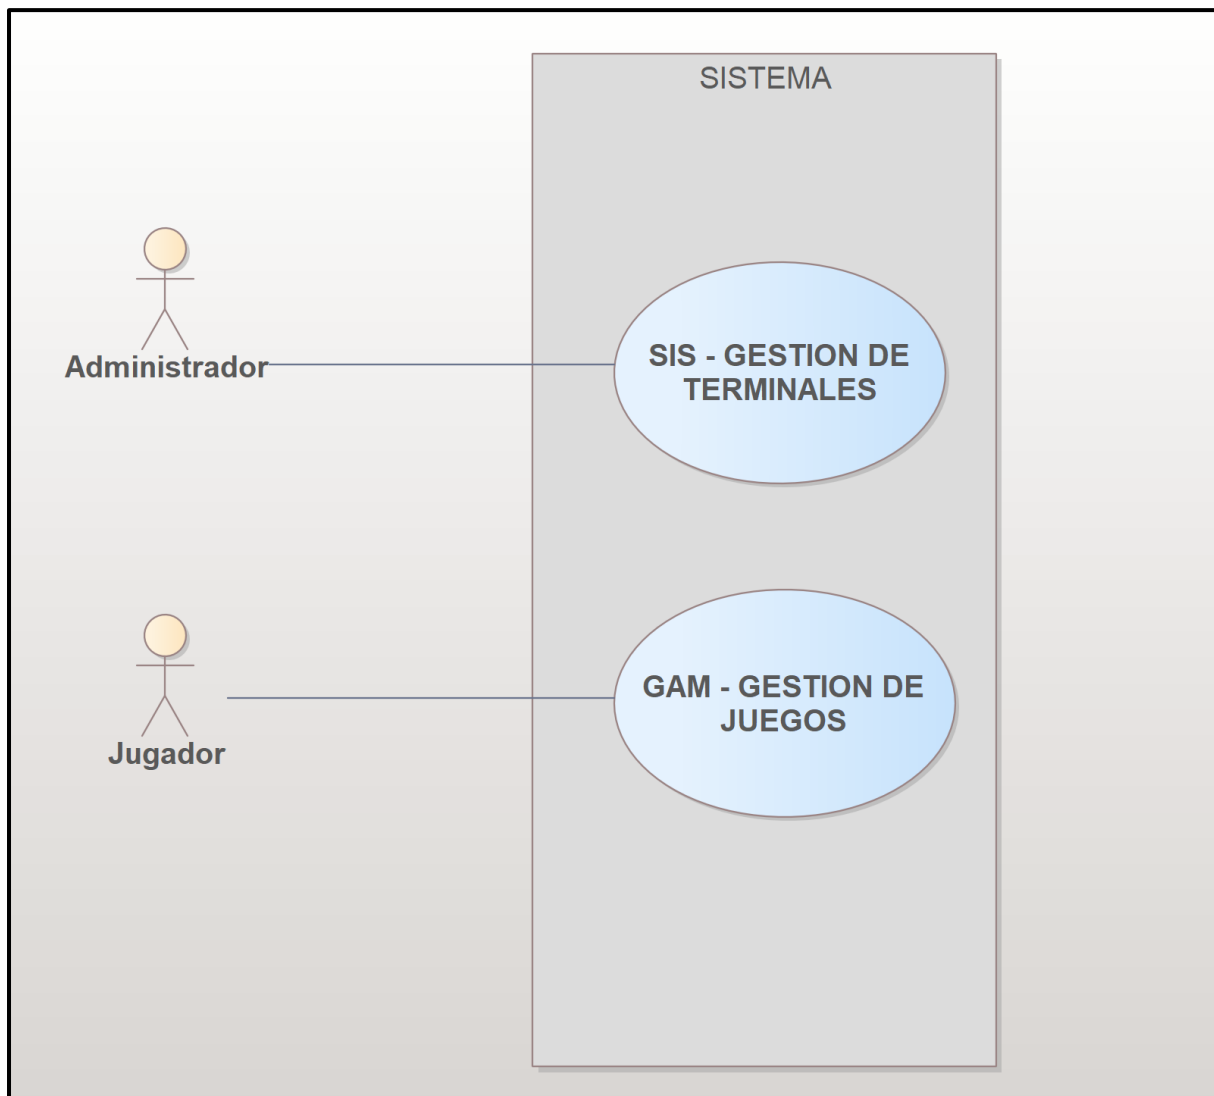 SISTEMA
Administrador
SIS - GESTION DE
TERMINALES
Jugador
GAM - GESTION DE
JUEGOS